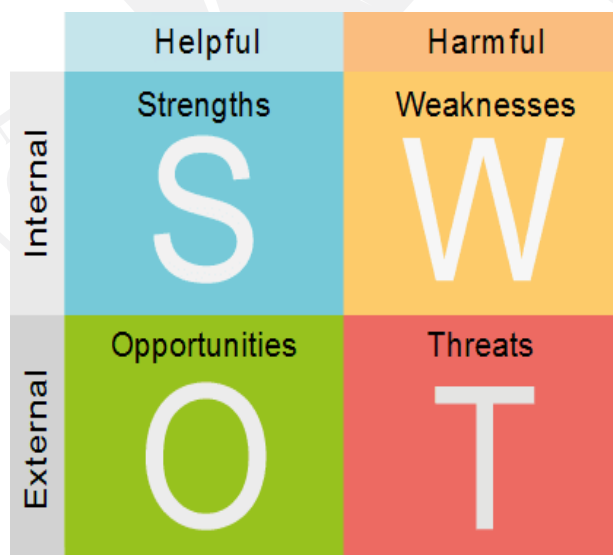 Helpful
Harmful
Internal
Strengths
S
Weaknesses
W
External
Opportunities
O
Threats
T